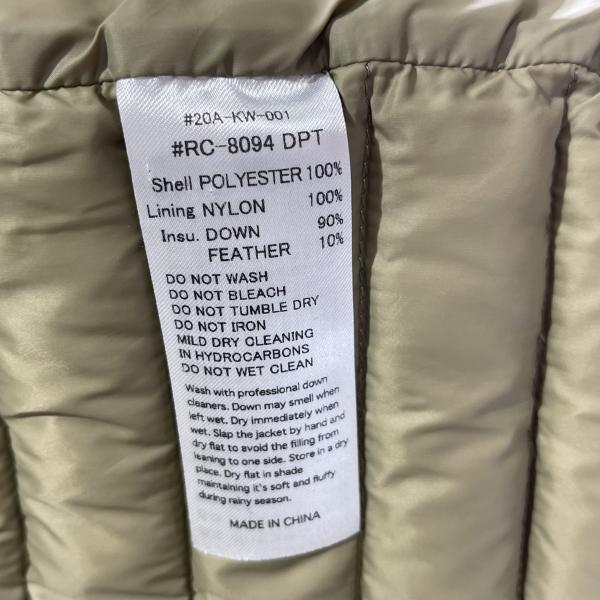 #20A-KW-001
#RC-8094 DPT
Shell POLYESTER 100%
Lining NYLON 100%
Insu. DOWN 90%
FEATHER 10%
DO NOT WASH
DO NOT BLEACH
DO NOT TUMBLE DRY
DO NOT IRON
MILD DRY CLEANING
IN HYDROCARBONS
DO NOT WET CLEAN
Wash with professional down
cleaners. Down may smell when
left wet. Dry immediately when
wet. Slap the jacket by hand and
dry flat to avoid the filling from
leaning to one side. Store in a dry
place. Dry flat in shade
maintaining it's soft and fluffy
during rainy season.
MADE IN CHINA